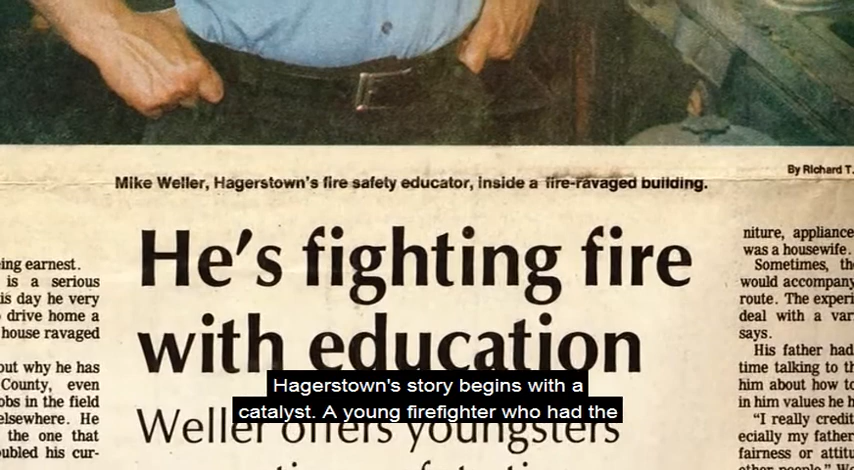 Mike Weller, Hagerstown's fire safety educator, inside a fire-ravaged building.
By Richard T.
He's fighting fire
with education
Weller offers youngsters
ing earnest.
is a serious
is day he very
drive home a
house ravaged
out why he has
County, even
obs in the field
elsewhere. He
the one that
ubled his cur-
niture, appliance
was a housewife.
Sometimes, th
would accompany
route. The experi
deal with a var
says.
His father had
time talking to th
him about how to
in him values he h
"I really credit
ecially my father
fairness or attitu
other people." We
Hagerstown's story begins with a
catalyst. A young firefighter who had the